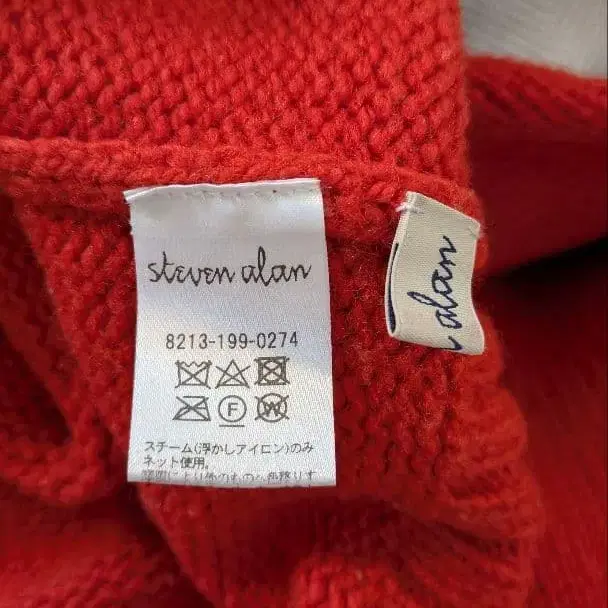 steven alan
alan
8213-199-0274
F W
スチーム(浮かしアイロン)のみ
ネット使用。